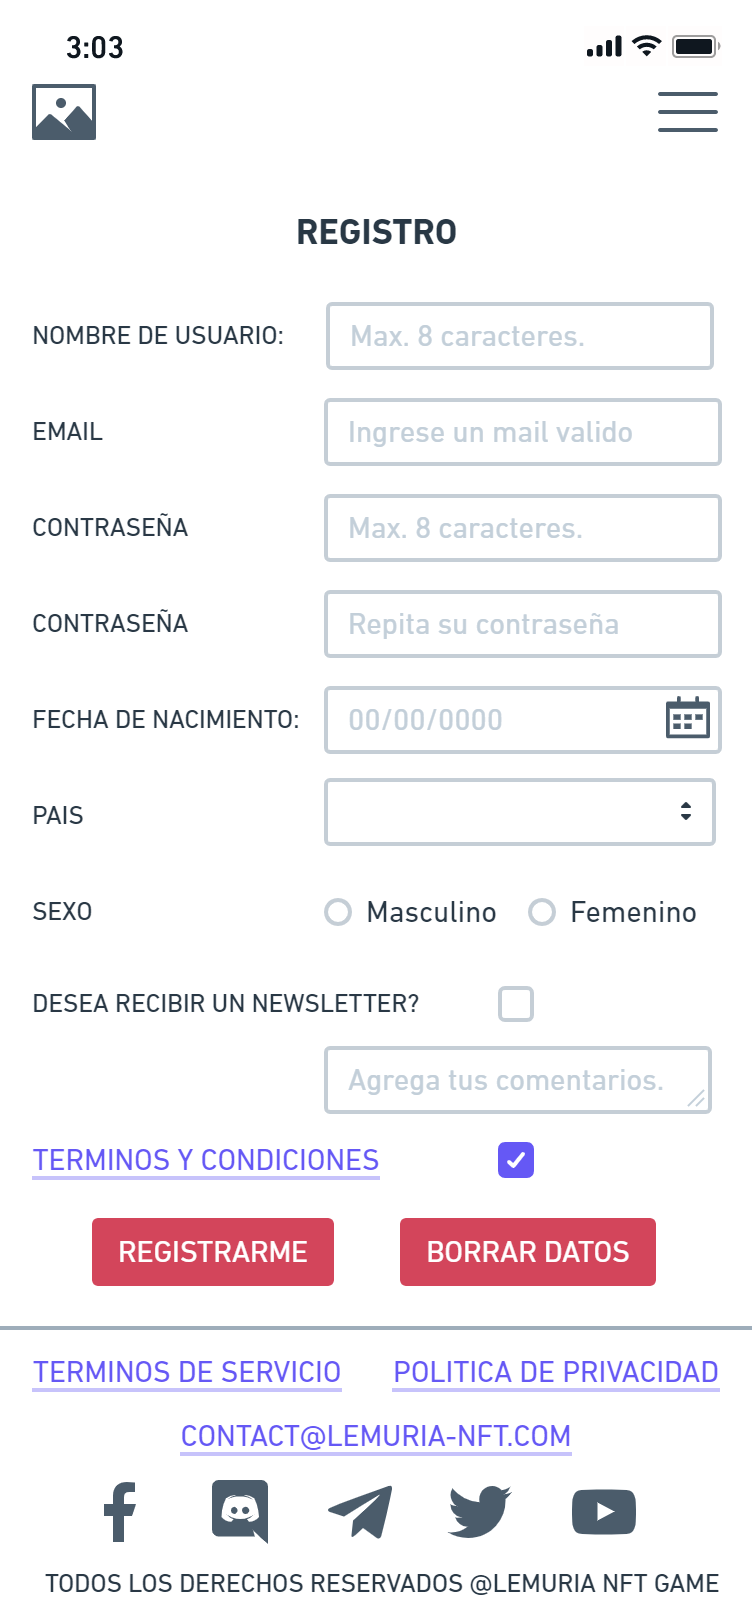 3:03
REGISTRO
NOMBRE DE USUARIO: Max. 8 caracteres.
EMAIL Ingrese un mail valido
CONTRASEÑA Max. 8 caracteres.
CONTRASEÑA Repita su contraseña
FECHA DE NACIMIENTO: 00/00/0000
PAIS
SEXO Masculino Femenino
DESEA RECIBIR UN NEWSLETTER?
Agrega tus comentarios.
TERMINOS Y CONDICIONES
REGISTRARME BORRAR DATOS
TERMINOS DE SERVICIO POLITICA DE PRIVACIDAD
CONTACT@LEMURIA-NFT.COM
TODOS LOS DERECHOS RESERVADOS @LEMURIA NFT GAME